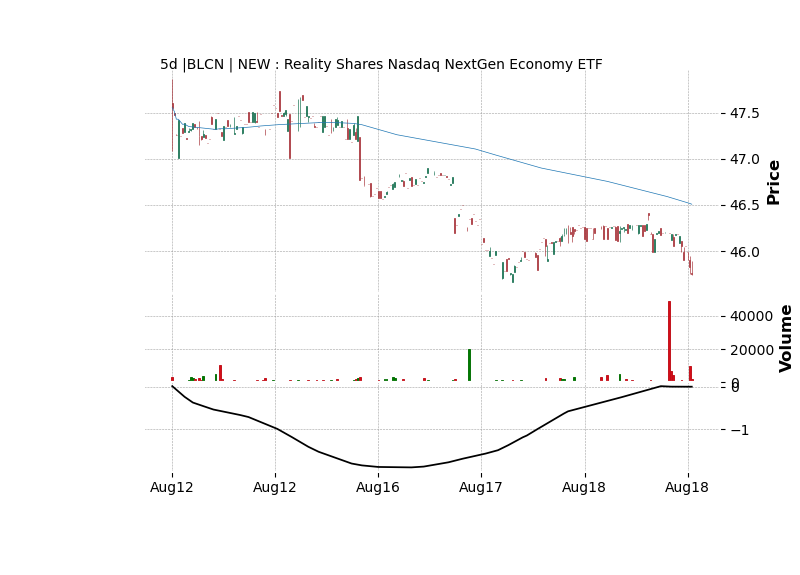 5d |BLCN | NEW : Reality Shares Nasdaq NextGen Economy ETF
47.5
47.0
46.5
46.0
Price
40000
20000
0
Volume
0
−1
Aug12 Aug12 Aug16 Aug17 Aug18 Aug18